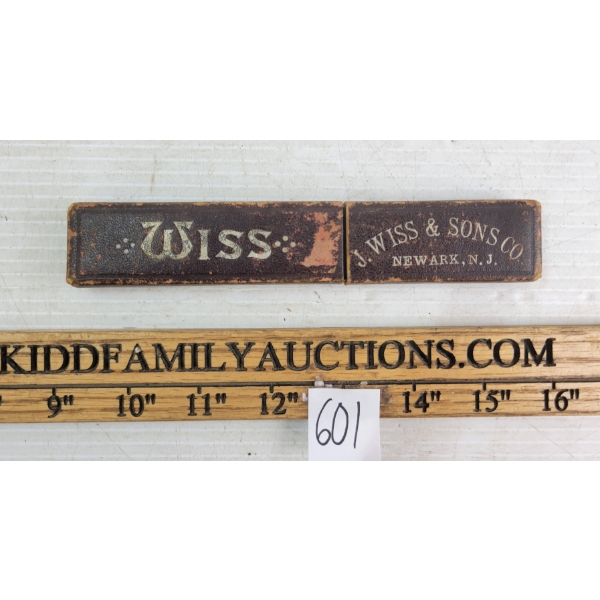 WISS
J. WISS & SONS CO.
NEWARK, N. J.
KIDDFAMILYAUCTIONS.COM
9" 10" 11" 12" 14" 15" 16"
601